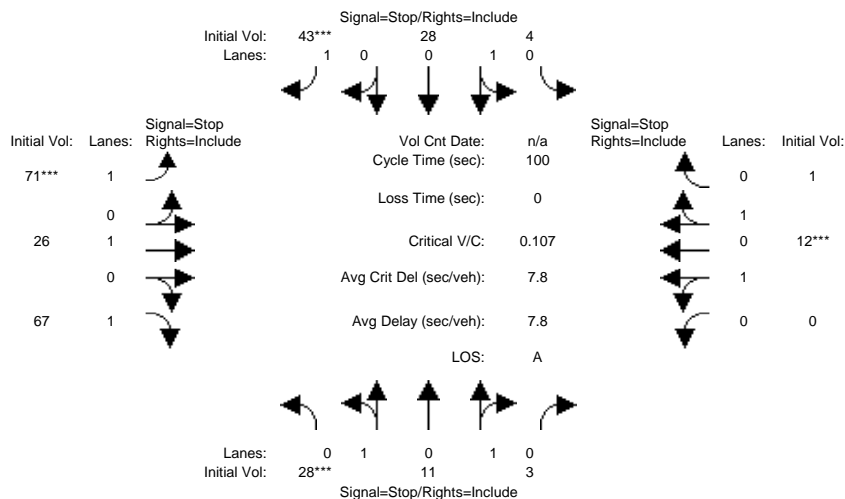 Signal=Stop/Rights=Include
Initial Vol: 43*** 28 4
Lanes: 1 0 0 1 0
Signal=Stop
Initial Vol: Lanes: Rights=Include
Vol Cnt Date: n/a
Signal=Stop
Rights=Include Lanes: Initial Vol:
Cycle Time (sec): 100
71*** 1 0 1
Loss Time (sec): 0
0 1
26 1 Critical V/C: 0.107 0 12***
0 Avg Crit Del (sec/veh): 7.8 1
67 1 Avg Delay (sec/veh): 7.8 0 0
LOS: A
Lanes: 0 1 0 1 0
Initial Vol: 28*** 11 3
Signal=Stop/Rights=Include